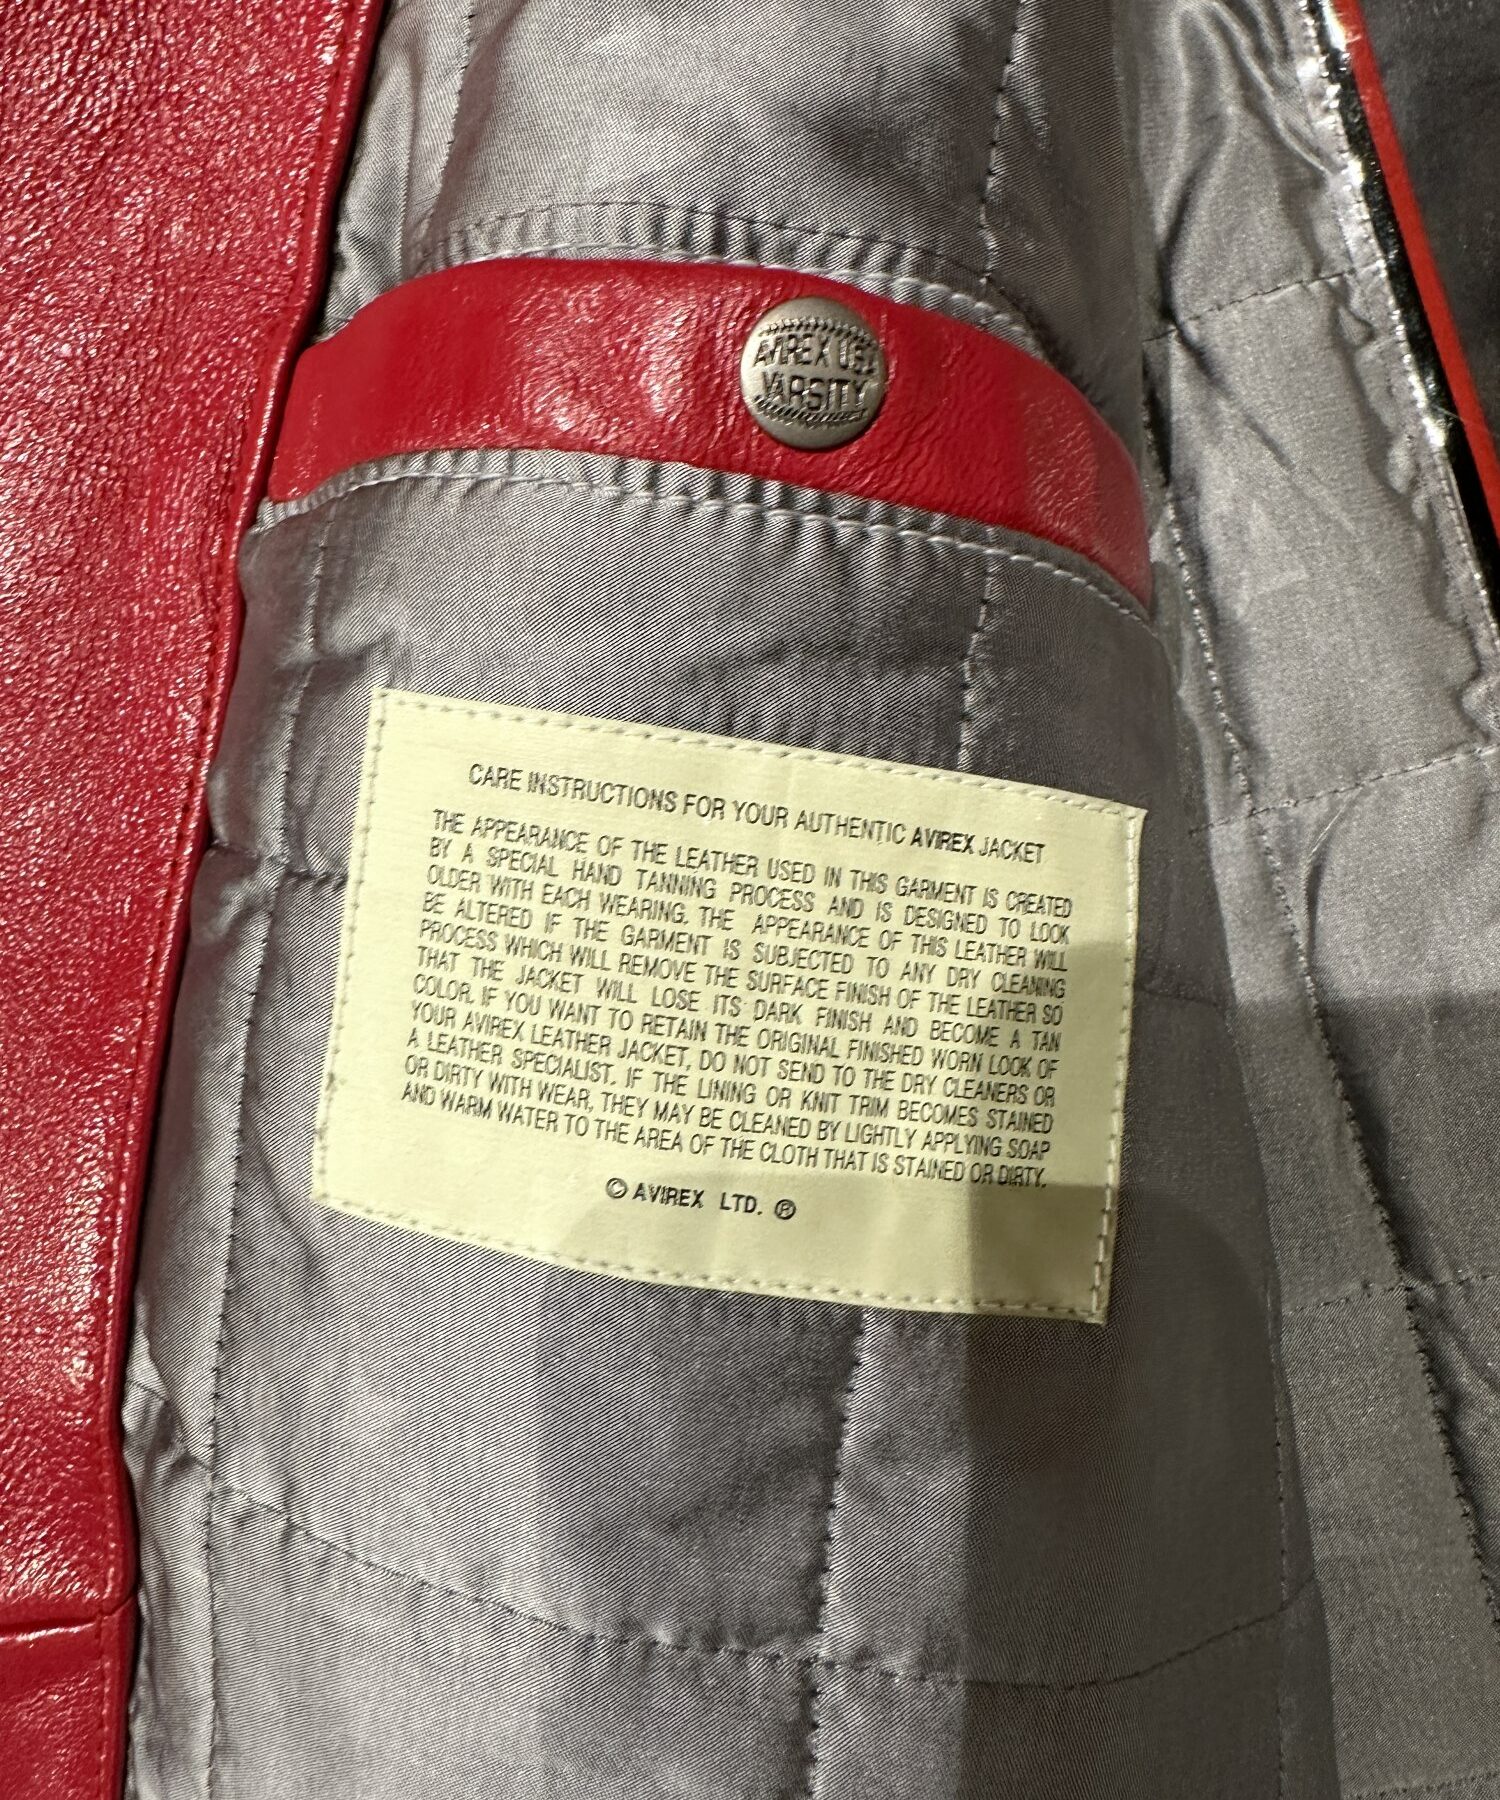 AVIREX U.S.A.
VARSITY
CARE INSTRUCTIONS FOR YOUR AUTHENTIC AVIREX JACKET
THE APPEARANCE OF THE LEATHER USED IN THIS GARMENT IS CREATED
BY A SPECIAL HAND TANNING PROCESS AND IS DESIGNED TO LOOK
OLDER WITH EACH WEARING. THE APPEARANCE OF THIS LEATHER WILL
BE ALTERED IF THE GARMENT IS SUBJECTED TO ANY DRY CLEANING
PROCESS WHICH WILL REMOVE THE SURFACE FINISH OF THE LEATHER SO
THAT THE JACKET WILL LOSE ITS DARK FINISH AND BECOME A TAN
COLOR. IF YOU WANT TO RETAIN THE ORIGINAL FINISHED WORN LOOK OF
YOUR AVIREX LEATHER JACKET, DO NOT SEND TO THE DRY CLEANERS OR
A LEATHER SPECIALIST. IF THE LINING OR KNIT TRIM BECOMES STAINED
OR DIRTY WITH WEAR, THEY MAY BE CLEANED BY LIGHTLY APPLYING SOAP
AND WARM WATER TO THE AREA OF THE CLOTH THAT IS STAINED OR DIRTY.
© AVIREX LTD. ®